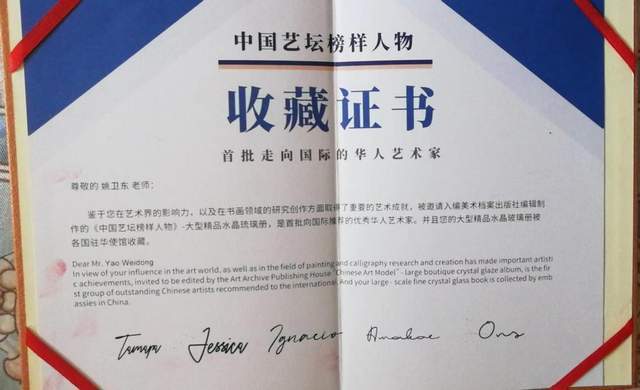 中国艺坛榜样人物
收藏证书
首批走向国际的华人艺术家
尊敬的 姚卫东 老师：
鉴于您在艺术界的影响力，以及在书画领域的研究创作方面取得了重要的艺术成就，被邀请入编美术档案出版社编辑制
作的《中国艺坛榜样人物》-大型精品水晶琉璃册，是首批向国际推荐的优秀华人艺术家。并且您的大型精品水晶玻璃册被
各国驻华使馆收藏。
Dear Mr. Yao Weidong
In view of your influence in the art world, as well as in the field of painting and calligraphy research and creation has made important artisti
c achievements, invited to be edited by the Art Archive Publishing House "Chinese Art Model" - large boutique crystal glaze album, is the fir
st group of outstanding Chinese artists recommended to the international. And your large - scale fine crystal glass book is collected by emb
assies in China.
Jessica Ignacio